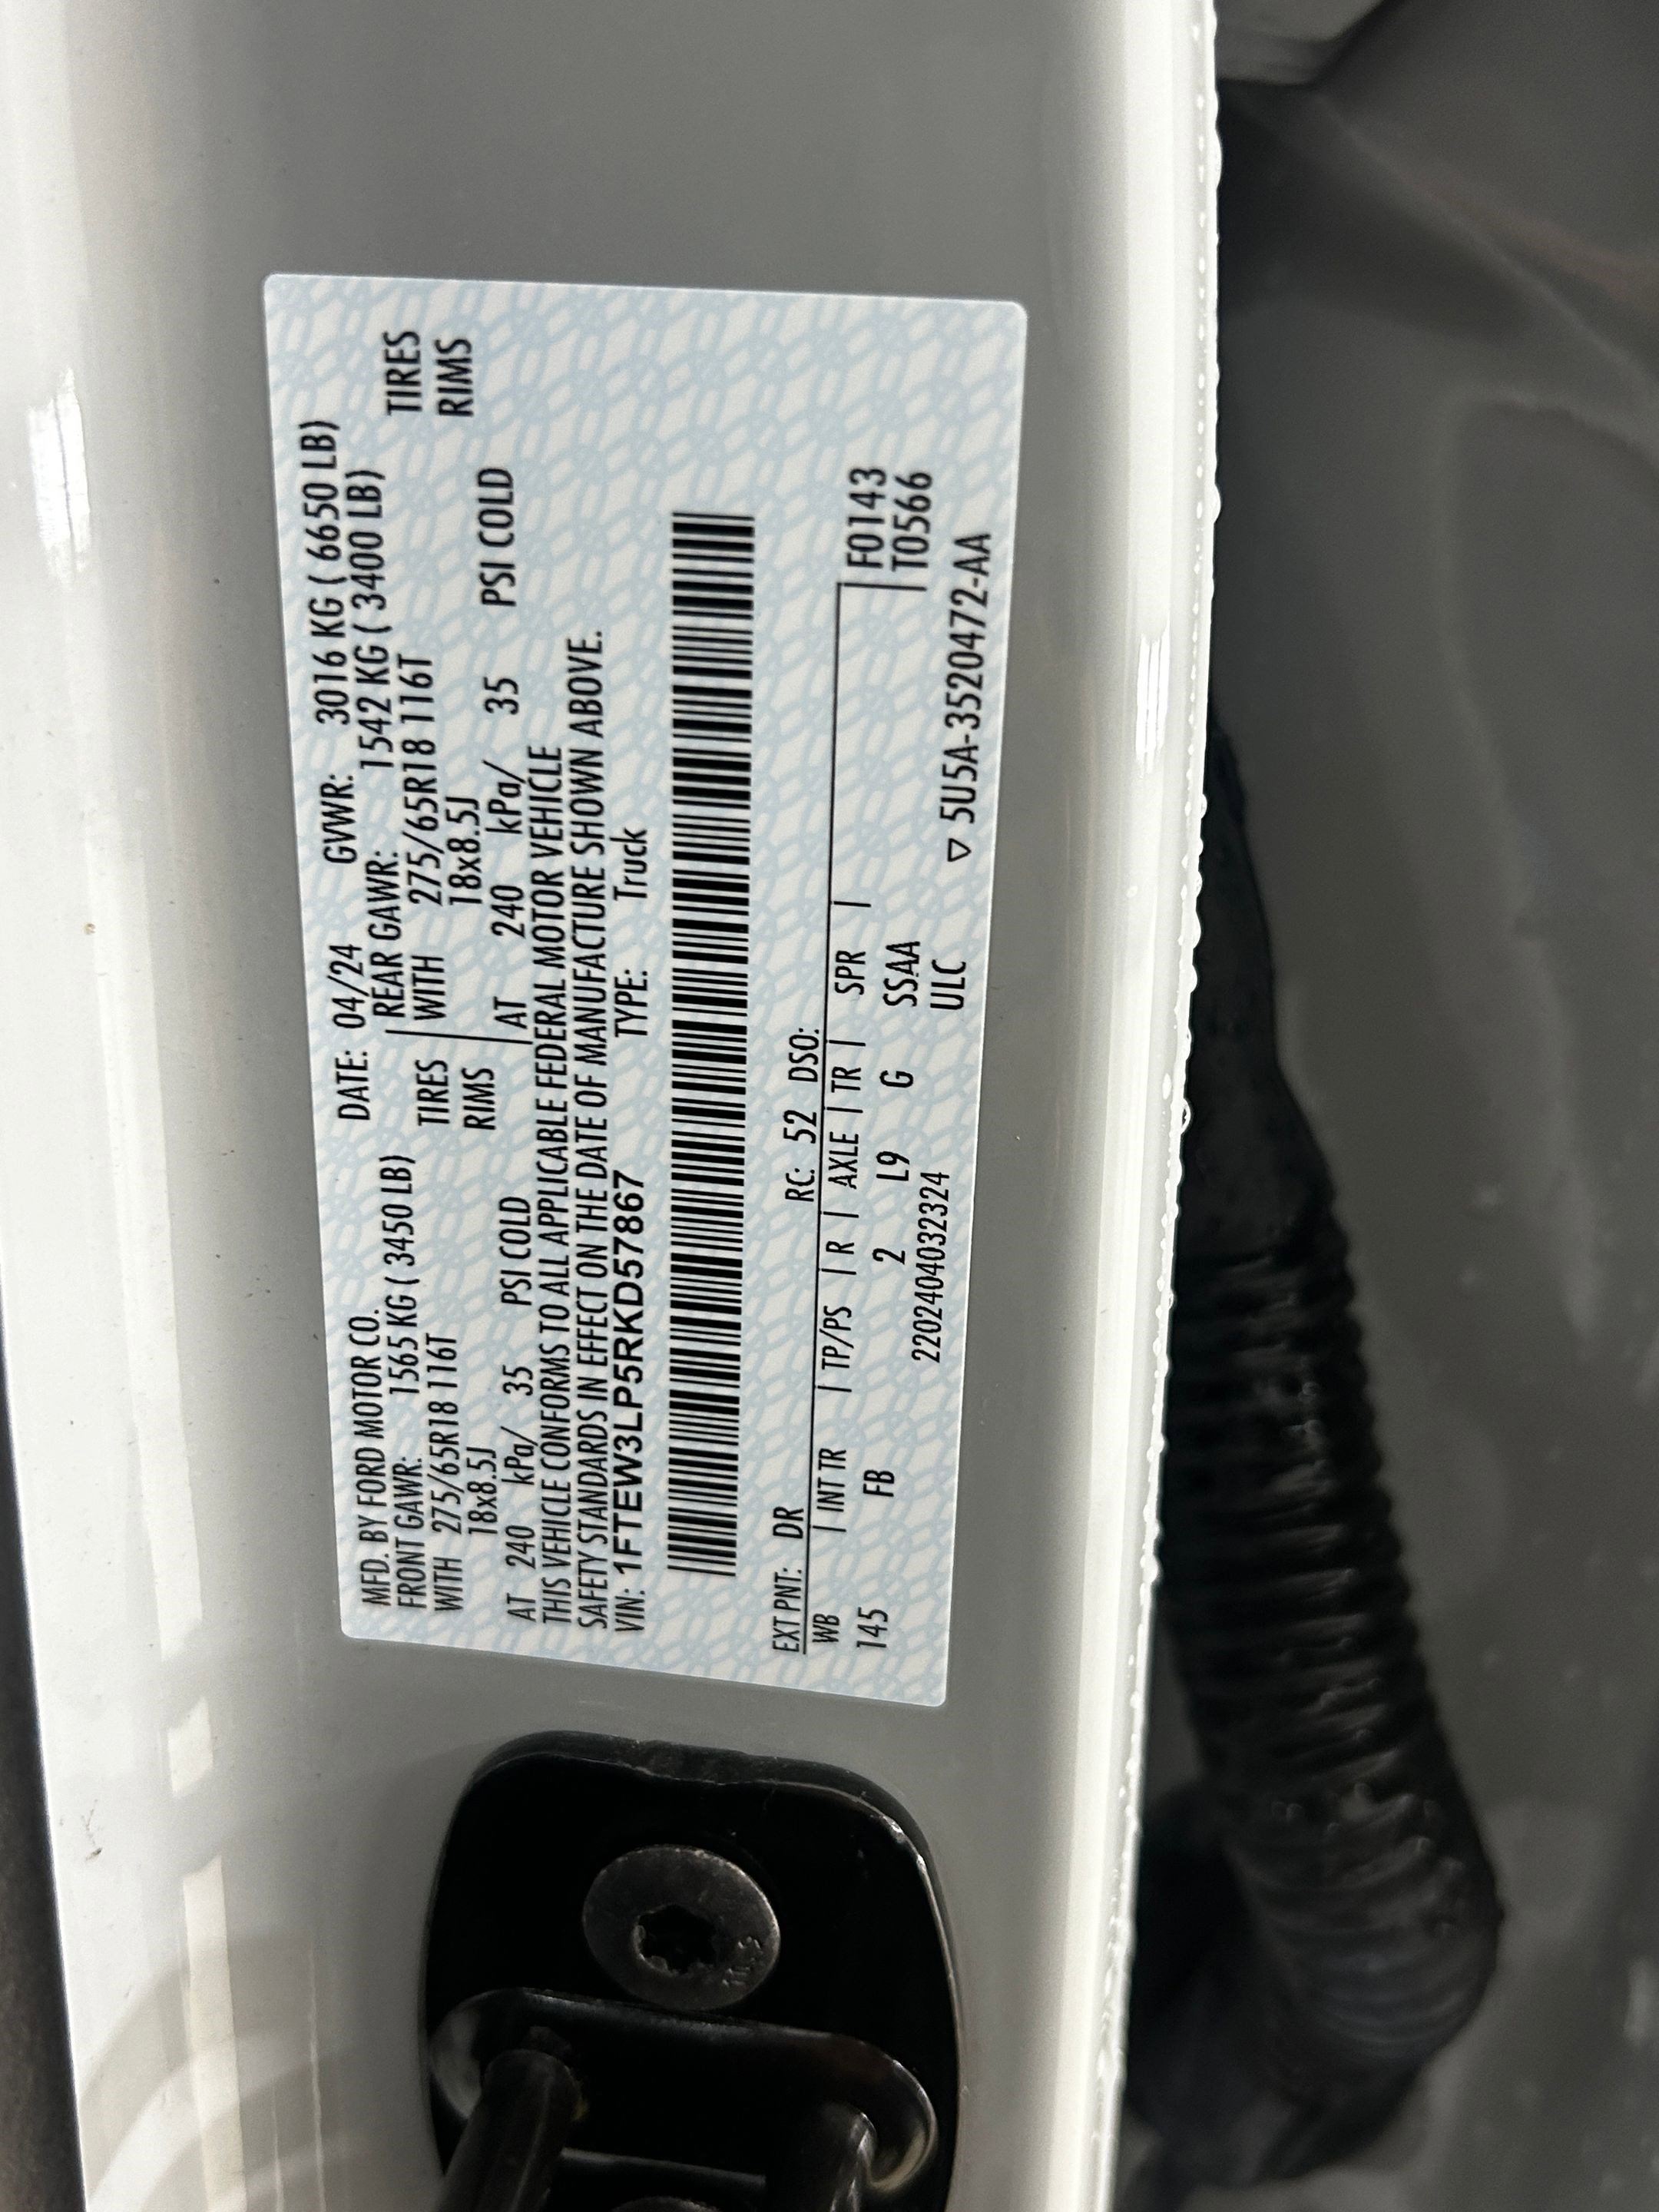 MFD. BY FORD MOTOR CO. DATE: 04/24 GVWR: 3016 KG ( 6650 LB)
FRONT GAWR: 1565 KG ( 3450 LB) REAR GAWR: 1542 KG ( 3400 LB)
WITH 275/65R18 116T TIRES WITH 275/65R18 116T TIRES
18x8.5J RIMS 18x8.5J RIMS
AT 240 kPa/ 35 PSI COLD AT 240 kPa/ 35 PSI COLD
THIS VEHICLE CONFORMS TO ALL APPLICABLE FEDERAL MOTOR VEHICLE
SAFETY STANDARDS IN EFFECT ON THE DATE OF MANUFACTURE SHOWN ABOVE.
VIN: 1FTEW3LP5RKD57867 TYPE: Truck
EXT PNT: DR RC: 52 DSO:
WB | INT TR | TP/PS | R | AXLE | TR | SPR | F0143
145 FB 2 L9 G SSAA T0566
220240403232​4 ULC
▽ 5U5A-3520472-AA